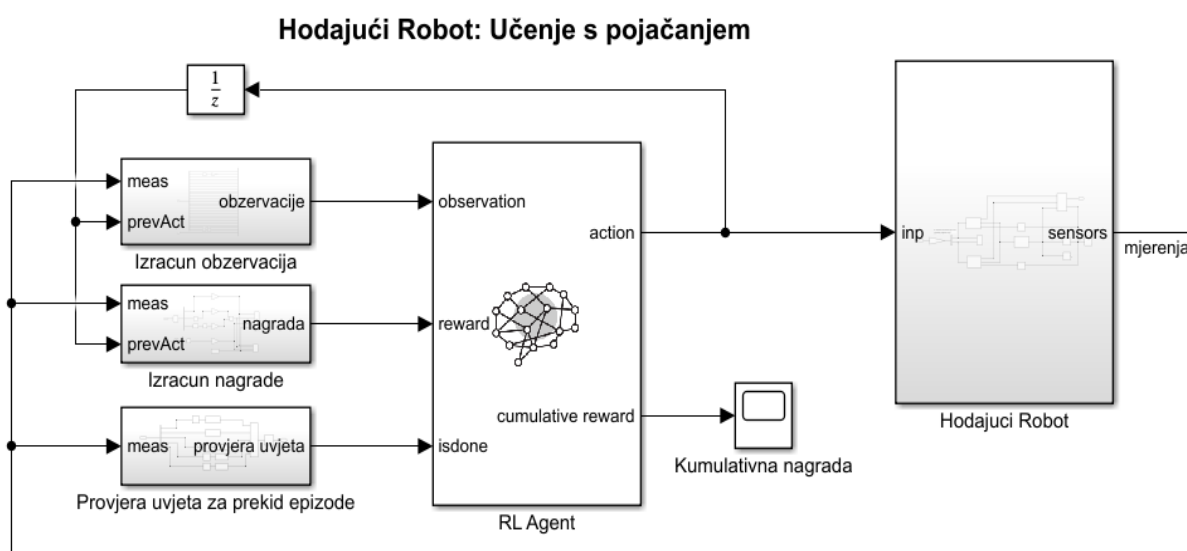 Hodajući Robot: Učenje s pojačanjem
1
z
meas
prevAct
obzervacije
Izracun obzervacija
meas
prevAct
nagrada
Izracun nagrade
meas
provjera uvjeta
Provjera uvjeta za prekid epizode
observation
reward
isdone
action
cumulative reward
RL Agent
Kumulativna nagrada
inp
sensors
Hodajuci Robot
mjerenja